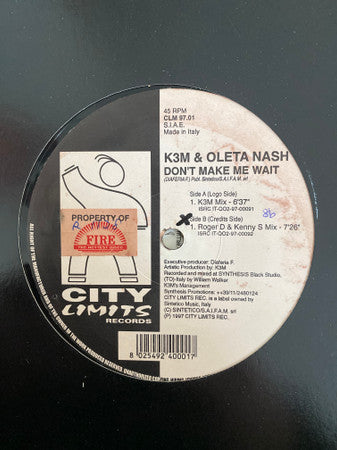 45 RPM
CLM 97.01
S.I.A.E.
Made in Italy
K3M & OLETA NASH
DON'T MAKE ME WAIT
Side A (Logo Side)
1. K3M Mix - 6'37"
ISRC IT-QO2-97-00091
Side B (Credits Side)
1. Roger D & Kenny S Mix - 7'26"
ISRC IT-QO2-97-00092
Executive producer: Olaferia F.
Artistic Production by: K3M
Recorded and mixed at SYNTHESIS Black Studio,
(TO)-Italy by William Walker
K3M's Management
Synthesis Promotions: ++39/11/2480124
CITY LIMITS REC. is a label owned by
Sintetico Music, Italy
(C) SINTETICO/S.A.I.F.A.M. srl
(P) 1997 CITY LIMITS REC.
8 025492 400017
PROPERTY OF
FIRE
CITY
LIMITS
RECORDS